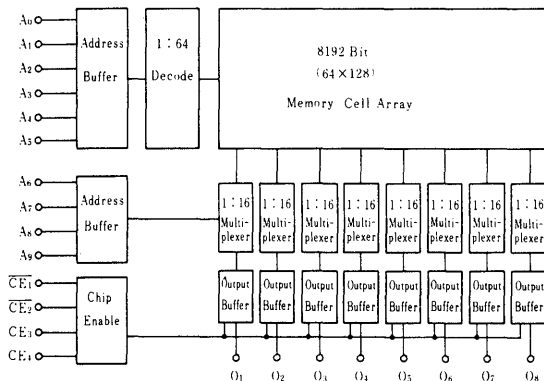 A0
A1
A2
A3
A4
A5
Address
Buffer
1 : 64
Decode
8192 Bit
(64×128)
Memory Cell Array
A6
A7
A8
A9
Address
Buffer
1 : 16
Multi-
plexer
1 : 16
Multi-
plexer
1 : 16
Multi-
plexer
1 : 16
Multi-
plexer
1 : 16
Multi-
plexer
1 : 16
Multi-
plexer
1 : 16
Multi-
plexer
1 : 16
Multi-
plexer
CE1
CE2
CE3
CE4
Chip
Enable
Output
Buffer
Output
Buffer
Output
Buffer
Output
Buffer
Output
Buffer
Output
Buffer
Output
Buffer
Output
Buffer
O1
O2
O3
O4
O5
O6
O7
O8